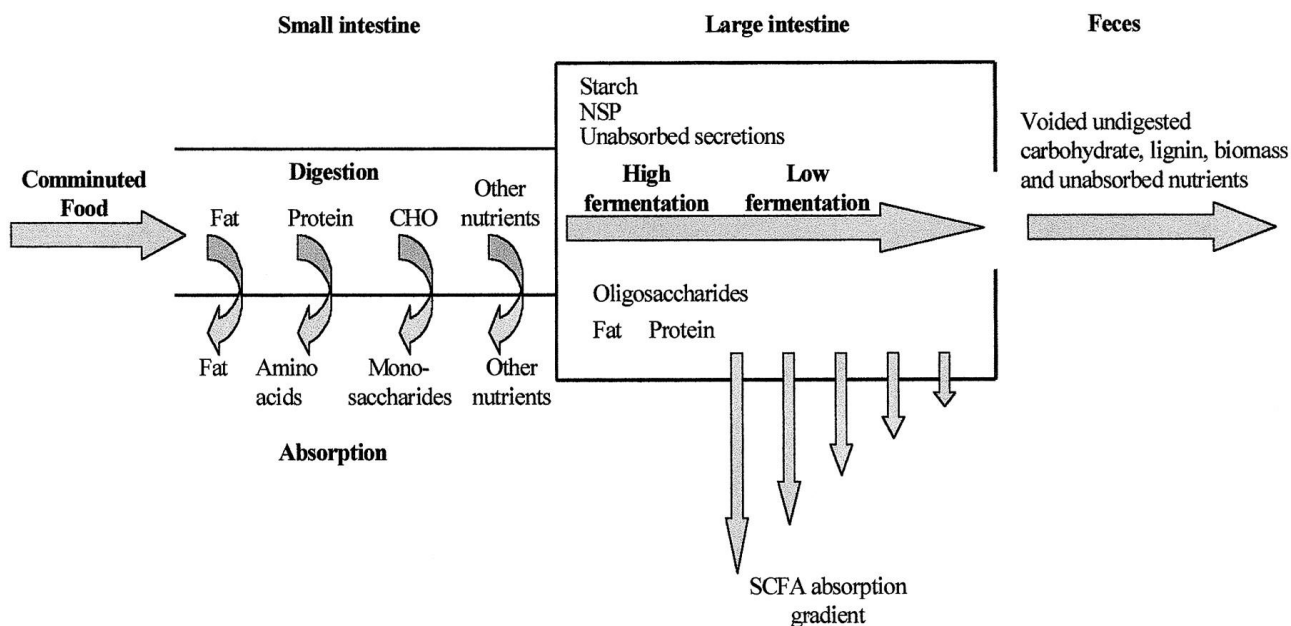 Small intestine
Large intestine
Feces
Starch
NSP
Unabsorbed secretions
Voided undigested
carbohydrate, lignin, biomass
and unabsorbed nutrients
Comminuted
Food
Digestion
Fat
Protein
CHO
Other
nutrients
High
fermentation
Low
fermentation
Oligosaccharides
Fat Protein
Fat
Amino
acids
Mono-
saccharides
Other
nutrients
Absorption
SCFA absorption
gradient